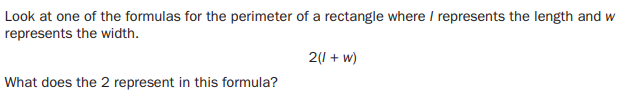 Look at one of the formulas for the perimeter of a rectangle where l represents the length and w
represents the width.
2(l + w)
What does the 2 represent in this formula?